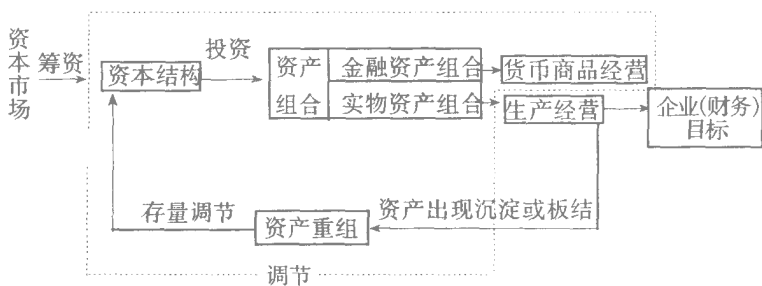 资本市场
筹资
资本结构
投资
资产
组合
金融资产组合
实物资产组合
货币商品经营
生产经营
企业(财务)
目标
存量调节
资产重组
资产出现沉淀或板结
调节